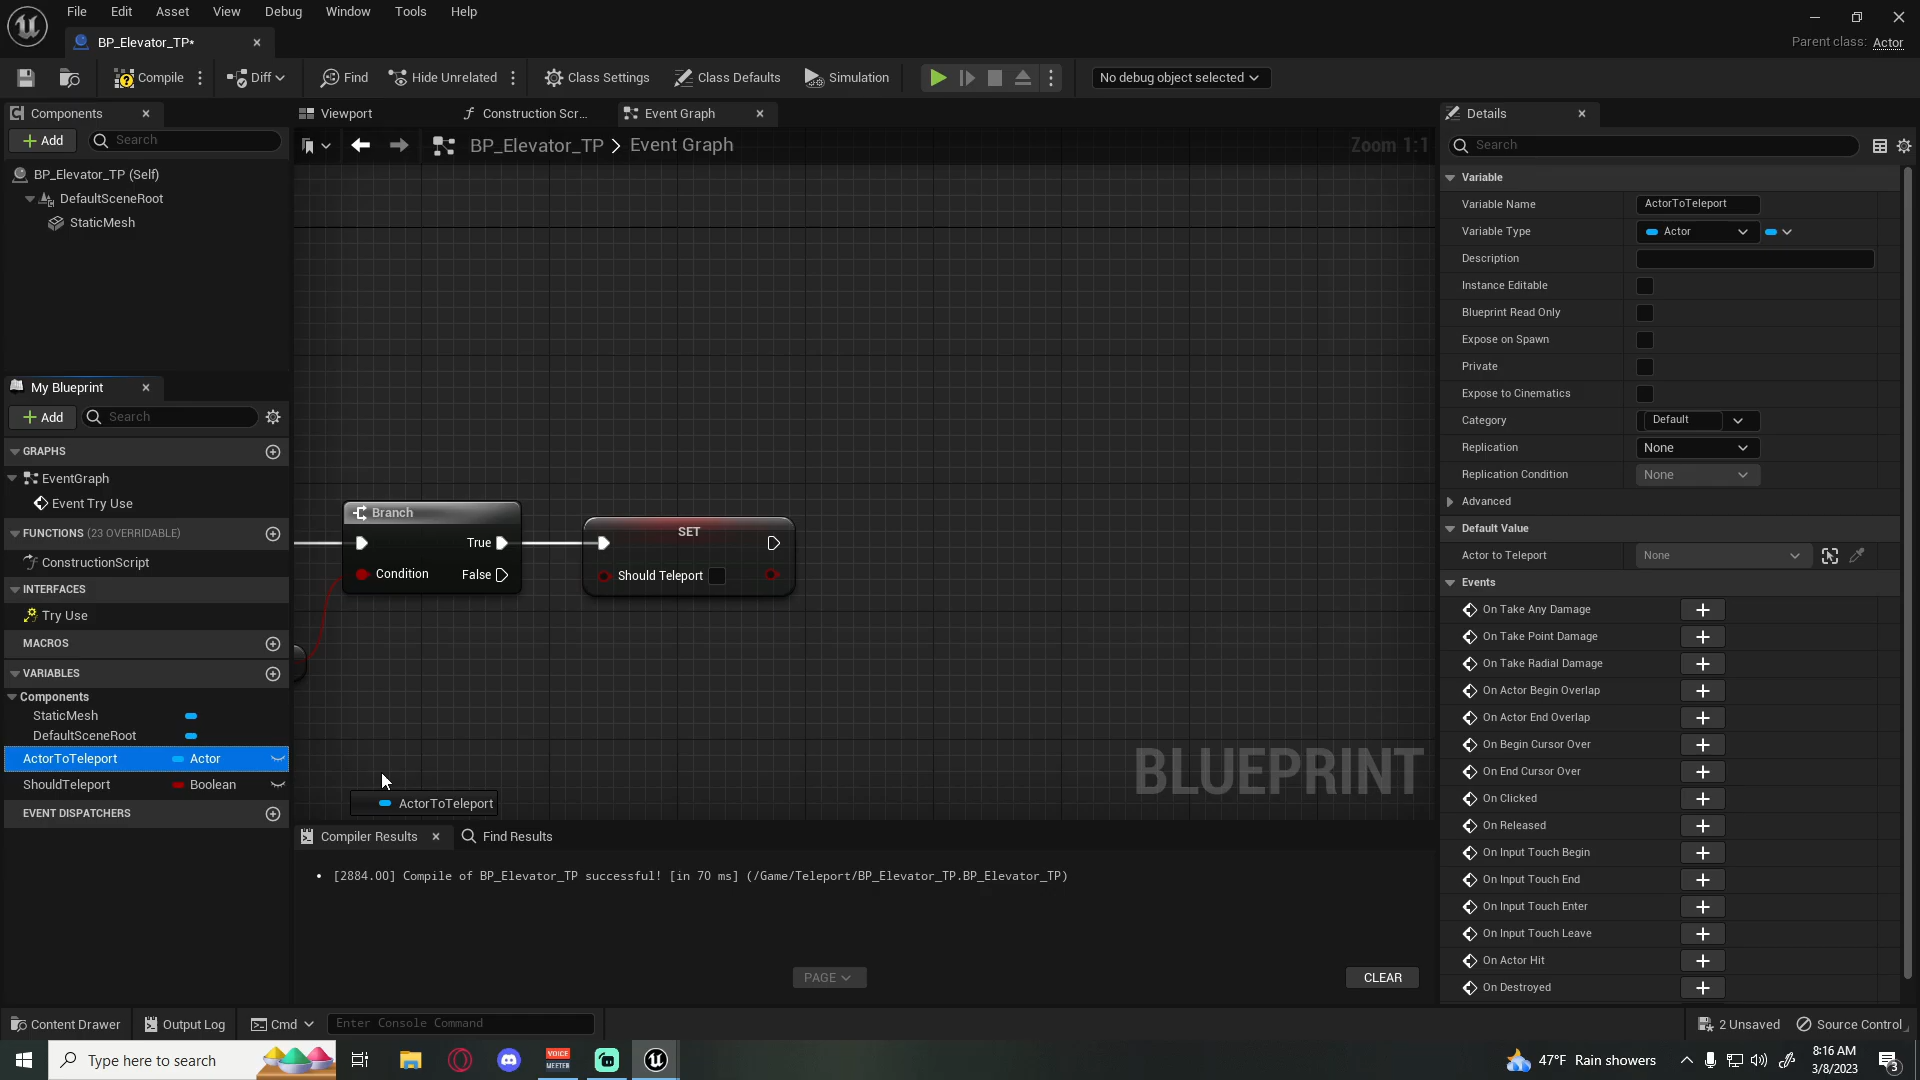 File Edit Asset View Debug Window Tools Help
BP_Elevator_TP*
Parent class: Actor
Compile Diff Find Hide Unrelated Class Settings Class Defaults Simulation No debug object selected
Components
Add Search
BP_Elevator_TP (Self)
DefaultSceneRoot
StaticMesh
My Blueprint
Add Search
GRAPHS
EventGraph
Event Try Use
FUNCTIONS (23 OVERRIDABLE)
ConstructionScript
INTERFACES
Try Use
MACROS
VARIABLES
Components
StaticMesh
DefaultSceneRoot
ActorToTeleport Actor
ShouldTeleport Boolean
EVENT DISPATCHERS
Viewport Construction Scr... Event Graph
BP_Elevator_TP > Event Graph Zoom 1:1
Branch
True
Condition False
SET
Should Teleport
ActorToTeleport
BLUEPRINT
Compiler Results Find Results
[2884.00] Compile of BP_Elevator_TP successful! [in 70 ms] (/Game/Teleport/BP_Elevator_TP.BP_Elevator_TP)
PAGE CLEAR
Details
Search
Variable
Variable Name ActorToTeleport
Variable Type Actor
Description
Instance Editable
Blueprint Read Only
Expose on Spawn
Private
Expose to Cinematics
Category Default
Replication None
Replication Condition None
Advanced
Default Value
Actor to Teleport None
Events
On Take Any Damage
On Take Point Damage
On Take Radial Damage
On Actor Begin Overlap
On Actor End Overlap
On Begin Cursor Over
On End Cursor Over
On Clicked
On Released
On Input Touch Begin
On Input Touch End
On Input Touch Enter
On Input Touch Leave
On Actor Hit
On Destroyed
Content Drawer Output Log Cmd Enter Console Command 2 Unsaved Source Control
Type here to search VOICE MEETER 47°F Rain showers 8:16 AM
3/8/2023 3